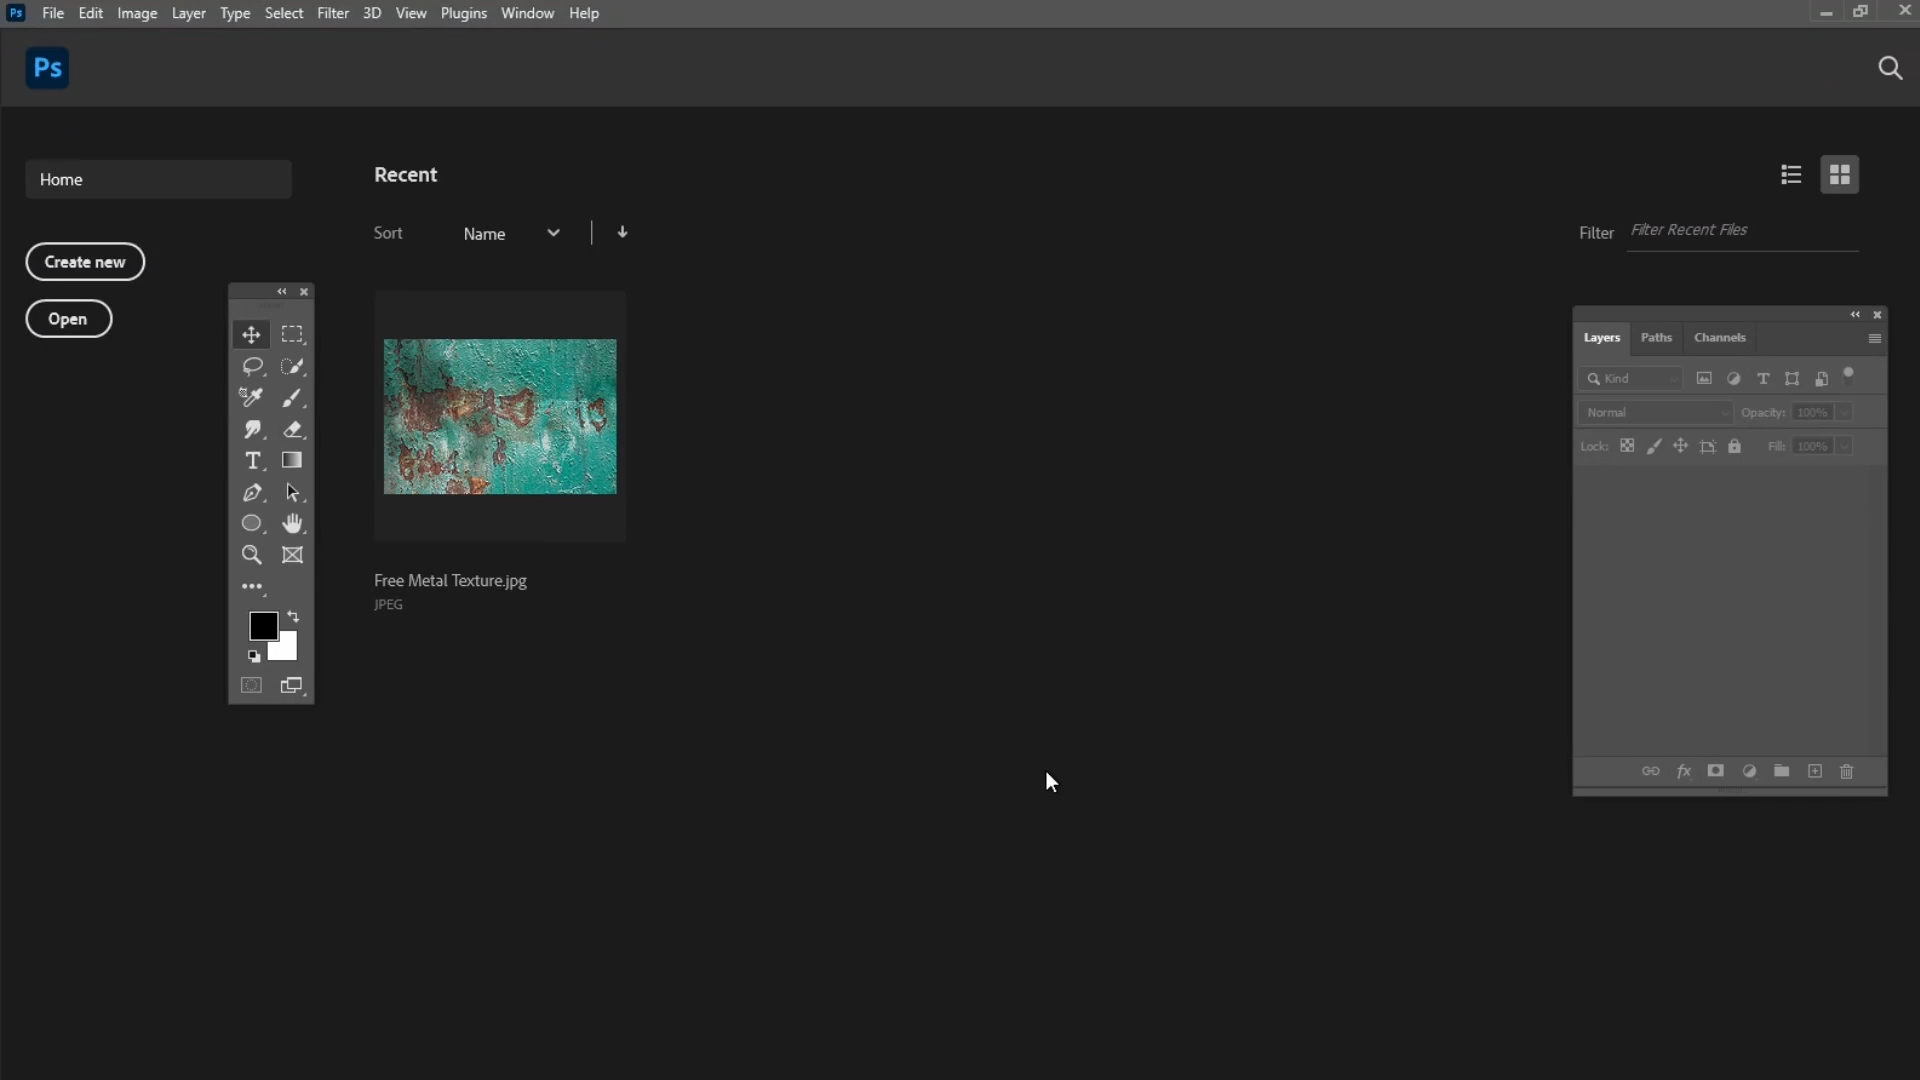 Ps File Edit Image Layer Type Select Filter 3D View Plugins Window Help
Ps
Home
Recent
Sort Name
Filter Filter Recent Files
Create new
Open
Layers Paths Channels
Kind
Normal Opacity: 100%
Lock: Fill: 100%
Free Metal Texture.jpg
JPEG